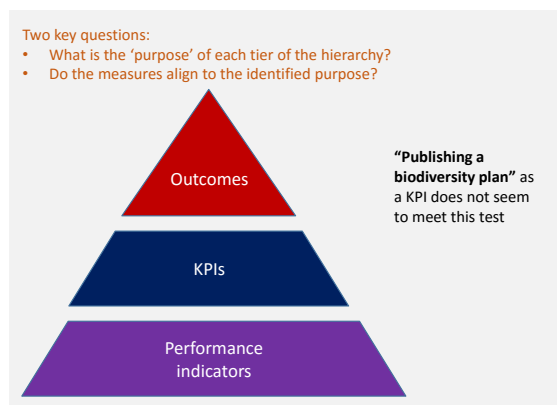 Two key questions:
• What is the ‘purpose’ of each tier of the hierarchy?
• Do the measures align to the identified purpose?
Outcomes
“Publishing a
biodiversity plan” as
a KPI does not seem
to meet this test
KPIs
Performance
indicators